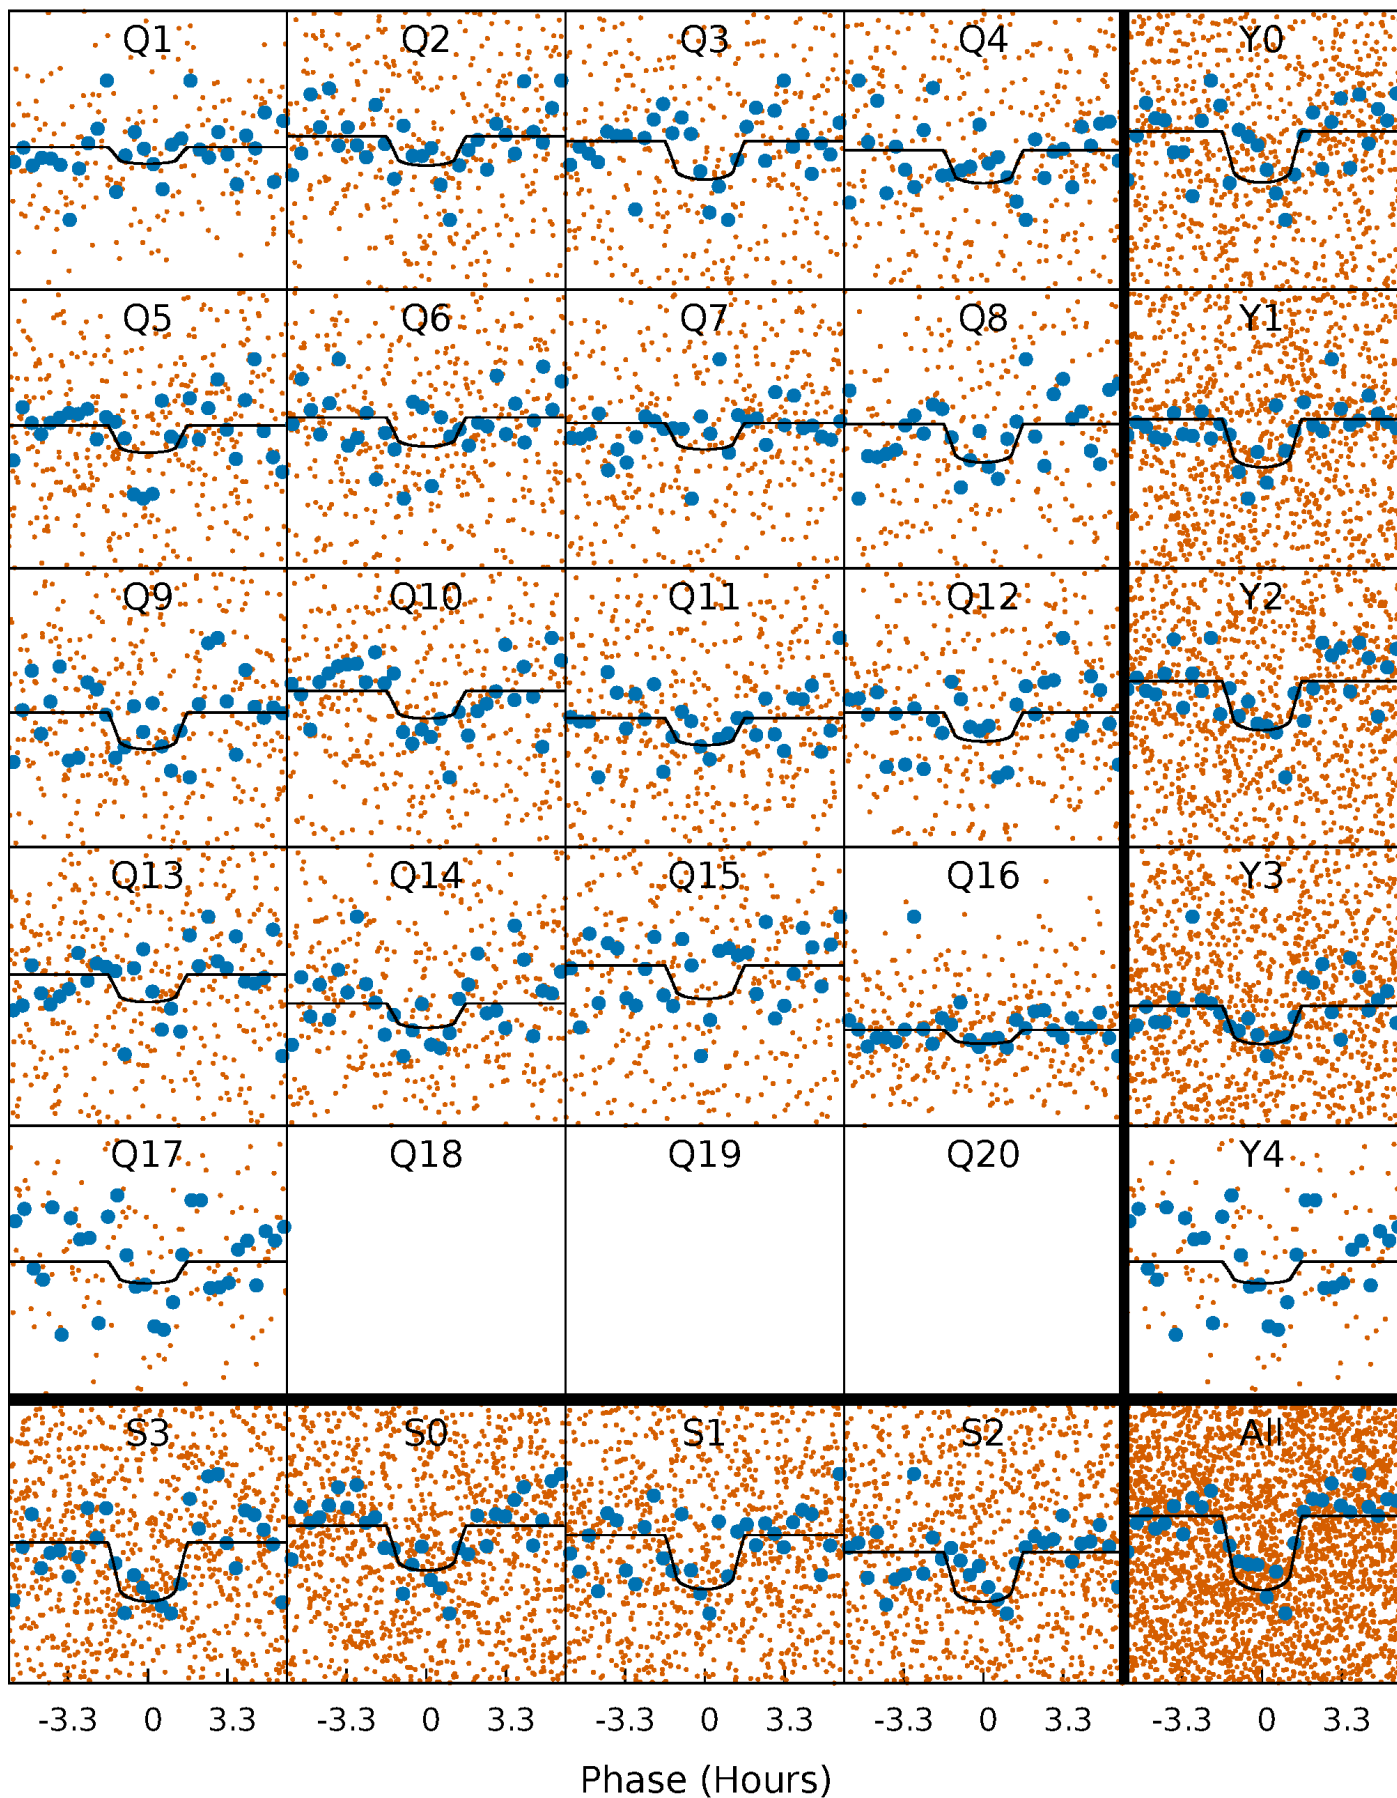 Q1 Q2 Q3 Q4 Y0
Q5 Q6 Q7 Q8 Y1
Q9 Q10 Q11 Q12 Y2
Q13 Q14 Q15 Q16 Y3
Q17 Q18 Q19 Q20 Y4
S3 S0 S1 S2 All
-3.3 0 3.3 -3.3 0 3.3 -3.3 0 3.3 -3.3 0 3.3 -3.3 0 3.3
Phase (Hours)